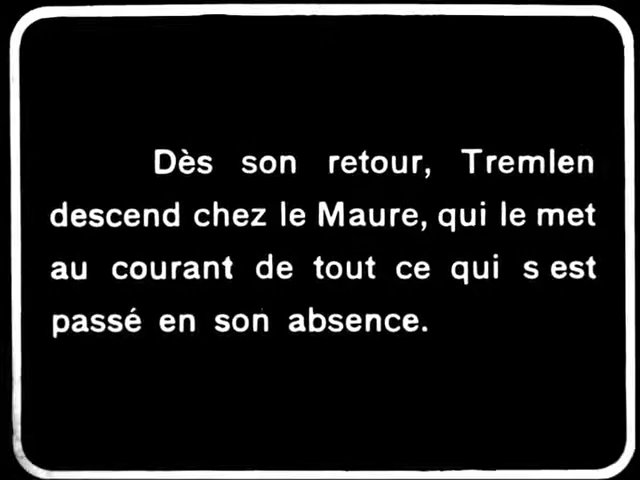 Dès son retour, Tremlen
descend chez le Maure, qui le met
au courant de tout ce qui s est
passé en son absence.